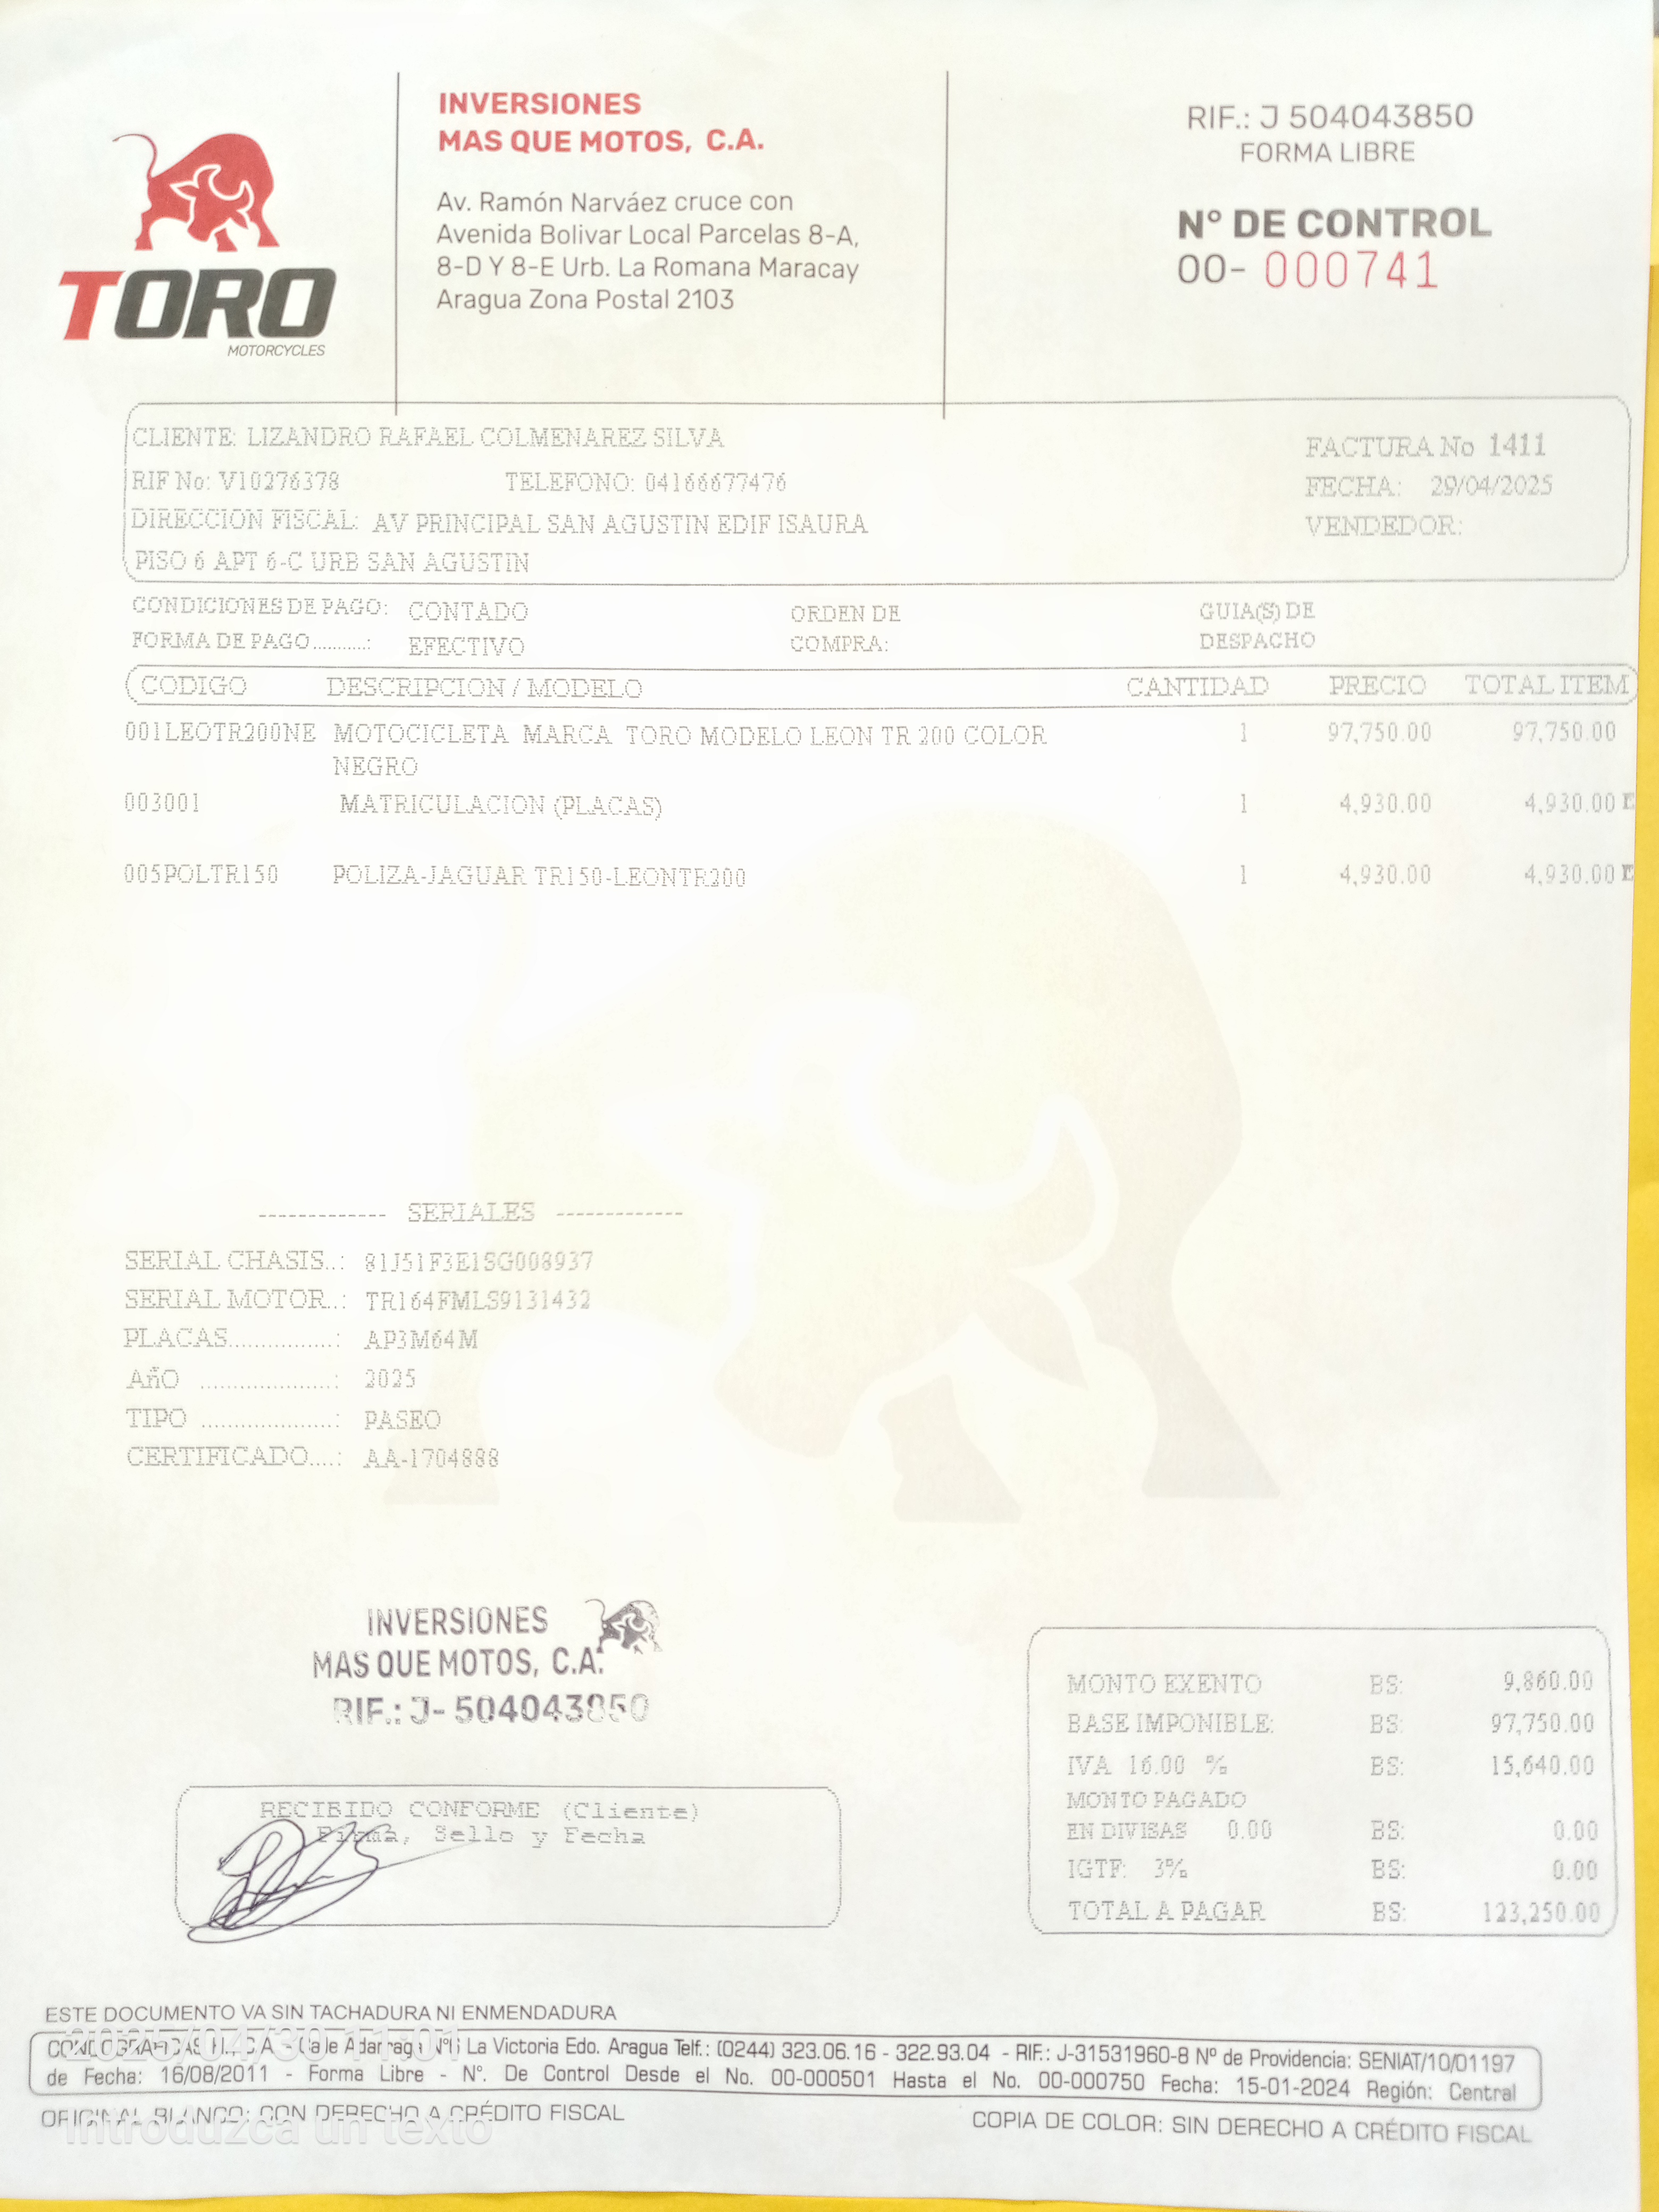 TORO
MOTORCYCLES
INVERSIONES
MAS QUE MOTOS, C.A.
Av. Ramón Narváez cruce con
Avenida Bolivar Local Parcelas 8-A,
8-D Y 8-E Urb. La Romana Maracay
Aragua Zona Postal 2103
RIF.: J 504043850
FORMA LIBRE
N° DE CONTROL
00- 000741
CLIENTE: LIZANDRO RAFAEL COLMENAREZ SILVA
RIF No: V10276378 TELEFONO: 04166677476
DIRECCION FISCAL: AV PRINCIPAL SAN AGUSTIN EDIF ISAURA
PISO 6 APT 6-C URB SAN AGUSTIN
FACTURA No 1411
FECHA: 29/04/2025
VENDEDOR:
CONDICIONES DE PAGO: CONTADO
FORMA DE PAGO...........: EFECTIVO
ORDEN DE
COMPRA:
GUIA(S) DE
DESPACHO
CODIGO DESCRIPCION / MODELO CANTIDAD PRECIO TOTAL ITEM
001LEOTR200NE MOTOCICLETA MARCA TORO MODELO LEON TR 200 COLOR 1 97,750.00 97,750.00
NEGRO
003001 MATRICULACION (PLACAS) 1 4,930.00 4,930.00 E
005POLTR150 POLIZA-JAGUAR TR150-LEONTR200 1 4,930.00 4,930.00 E
------------- SERIALES -------------
SERIAL CHASIS..: 81J51F3E1SG008937
SERIAL MOTOR..: TR164FMLS9131432
PLACAS................: AP3M64M
AñO ....................: 2025
TIPO ....................: PASEO
CERTIFICADO....: AA-1704888
INVERSIONES
MAS QUE MOTOS, C.A.
RIF.: J- 504043850
RECIBIDO CONFORME (Cliente)
Firma, Sello y Fecha
MONTO EXENTO BS: 9,860.00
BASE IMPONIBLE: BS: 97,750.00
IVA 16.00 % BS: 15,640.00
MONTO PAGADO
EN DIVISAS 0.00 BS: 0.00
IGTF: 3% BS: 0.00
TOTAL A PAGAR BS: 123,250.00
ESTE DOCUMENTO VA SIN TACHADURA NI ENMENDADURA
La Victoria Edo. Aragua Telf.: (0244) 323.06.16 - 322.93.04 - RIF.: J-31531960-8 Nº de Providencia: SENIAT/10/01197
de Fecha: 16/08/2011 - Forma Libre - N°. De Control Desde el No. 00-000501 Hasta el No. 00-000750 Fecha: 15-01-2024 Región: Central
ORIGINAL BLANCO: CON DERECHO A CRÉDITO FISCAL
COPIA DE COLOR: SIN DERECHO A CRÉDITO FISCAL
2025/04/30 11:01
Introduzca un texto